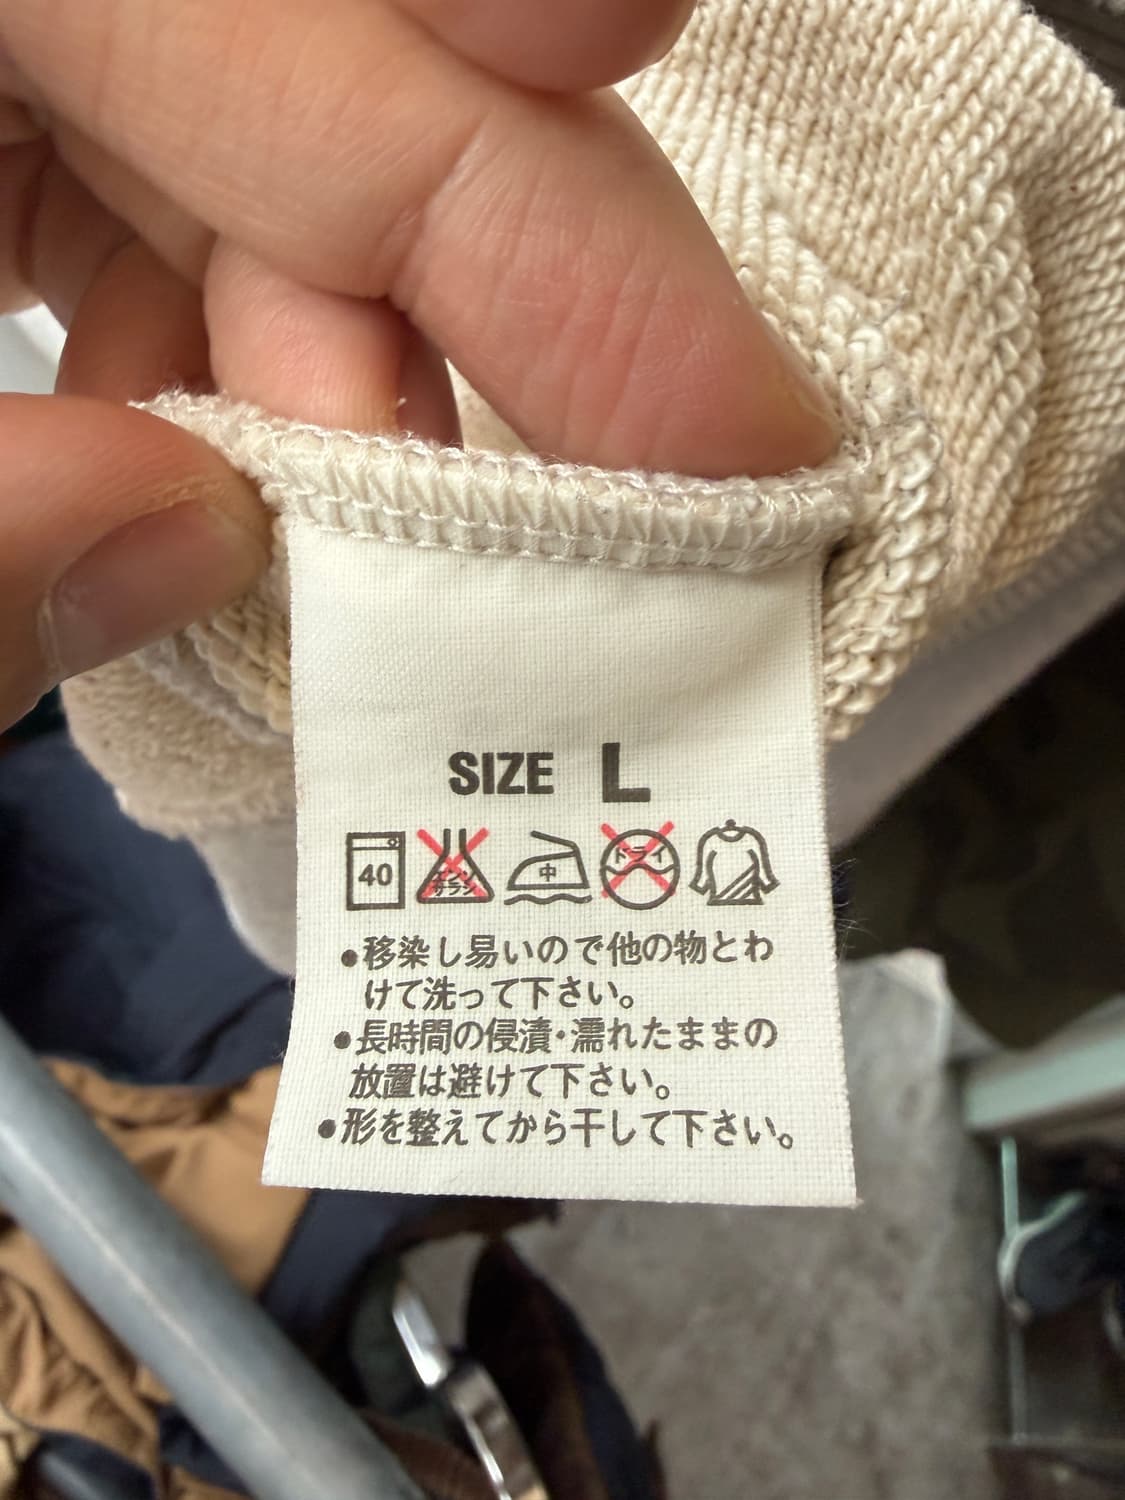 SIZE L
40 エンソ 中 ドライ
サラシ
●移染し易いので他の物とわ
けて洗って下さい。
●長時間の侵漬・濡れたままの
放置は避けて下さい。
●形を整えてから干して下さい。